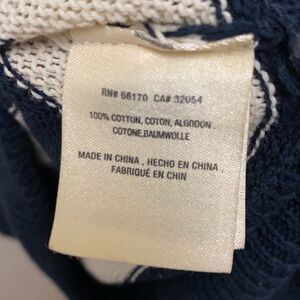 RN# 66170 CA# 32054
100% COTTON, COTON, ALGODON
COTONE,BAUMWOLLE
MADE IN CHINA , HECHO EN CHINA ,
FABRIQUÉ EN CHIN